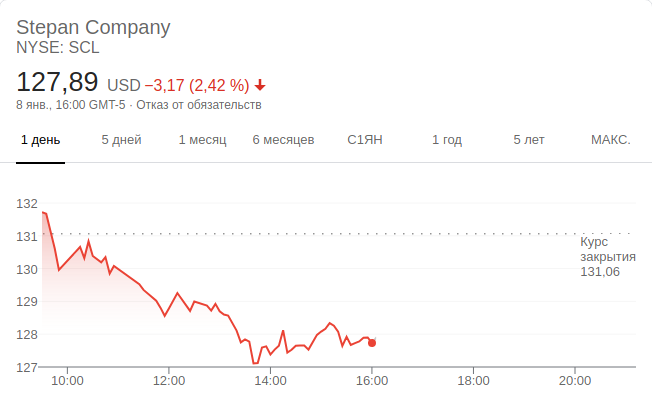 Stepan Company
NYSE: SCL
127,89 USD −3,17 (2,42 %)
8 янв., 16:00 GMT-5 · Отказ от обязательств
1 день 5 дней 1 месяц 6 месяцев С1ЯН 1 год 5 лет МАКС.
132
131
130
129
128
127
Курс
закрытия
131,06
10:00 12:00 14:00 16:00 18:00 20:00